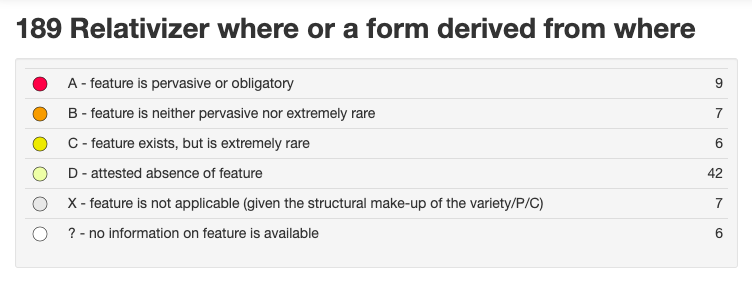 189 Relativizer where or a form derived from where
A - feature is pervasive or obligatory 9
B - feature is neither pervasive nor extremely rare 7
C - feature exists, but is extremely rare 6
D - attested absence of feature 42
X - feature is not applicable (given the structural make-up of the variety/P/C) 7
? - no information on feature is available 6